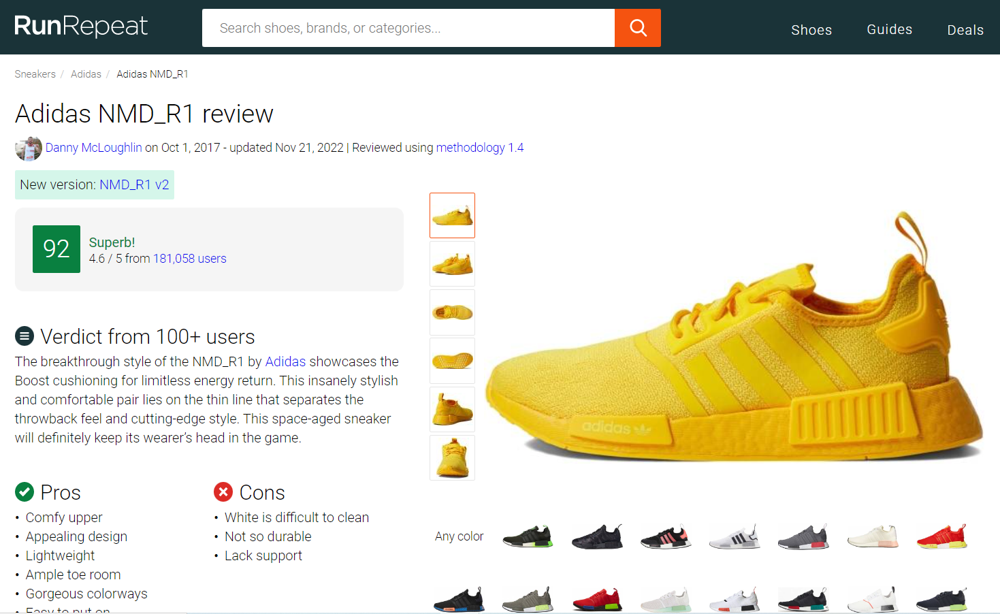 RunRepeat
Search shoes, brands, or categories...
Shoes
Guides
Deals
Sneakers / Adidas / Adidas NMD_R1
Adidas NMD_R1 review
Danny McLoughlin on Oct 1, 2017 - updated Nov 21, 2022 | Reviewed using methodology 1.4
New version: NMD_R1 v2
92
Superb!
4.6 / 5 from 181,058 users
Verdict from 100+ users
The breakthrough style of the NMD_R1 by Adidas showcases the
Boost cushioning for limitless energy return. This insanely stylish
and comfortable pair lies on the thin line that separates the
throwback feel and cutting-edge style. This space-aged sneaker
will definitely keep its wearer's head in the game.
Pros
• Comfy upper
• Appealing design
• Lightweight
• Ample toe room
• Gorgeous colorways
• Easy to put on
Cons
• White is difficult to clean
• Not so durable
• Lack support
adidas
Any color